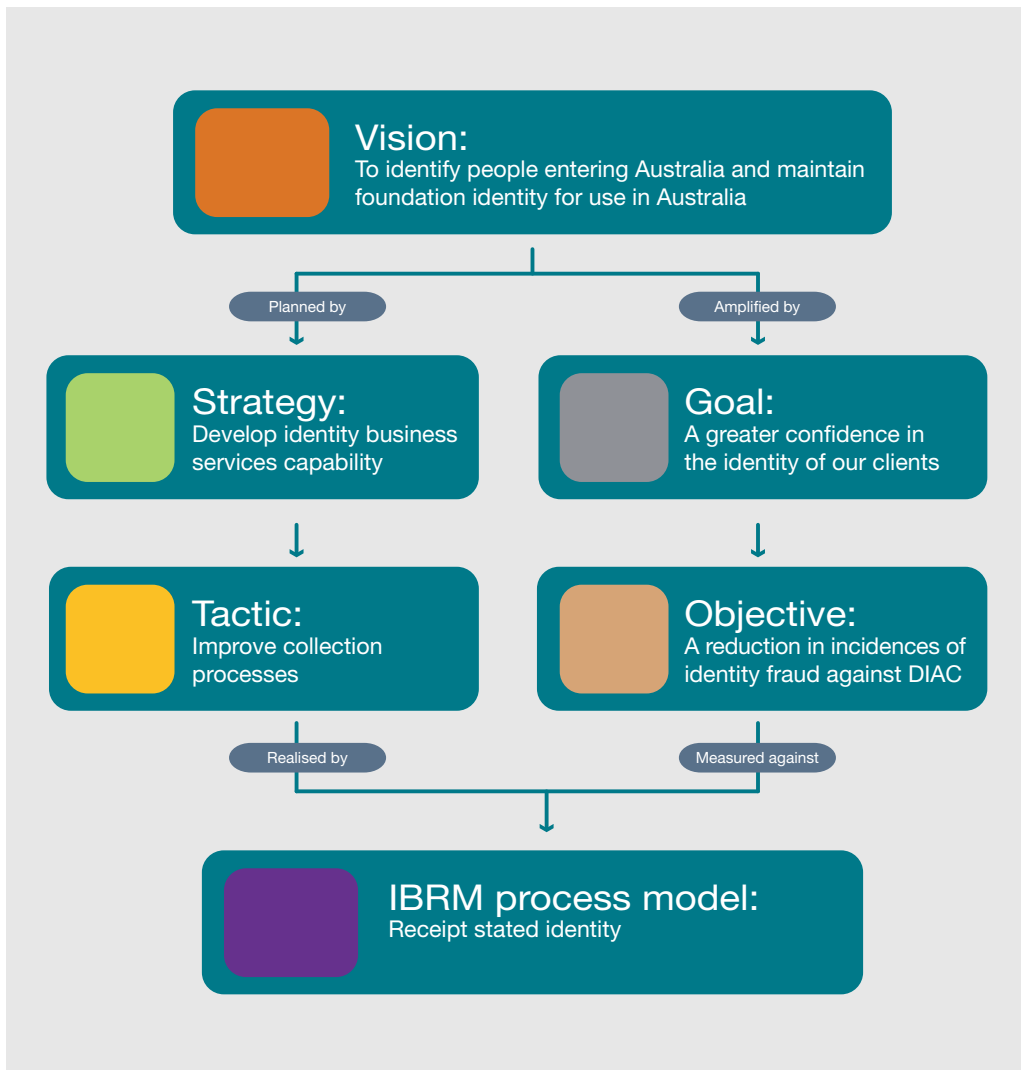 Vision:
To identify people entering Australia and maintain
foundation identity for use in Australia
Planned by
Amplified by
Strategy:
Develop identity business
services capability
Goal:
A greater confidence in
the identity of our clients
Tactic:
Improve collection
processes
Objective:
A reduction in incidences of
identity fraud against DIAC
Realised by
Measured against
IBRM process model:
Receipt stated identity